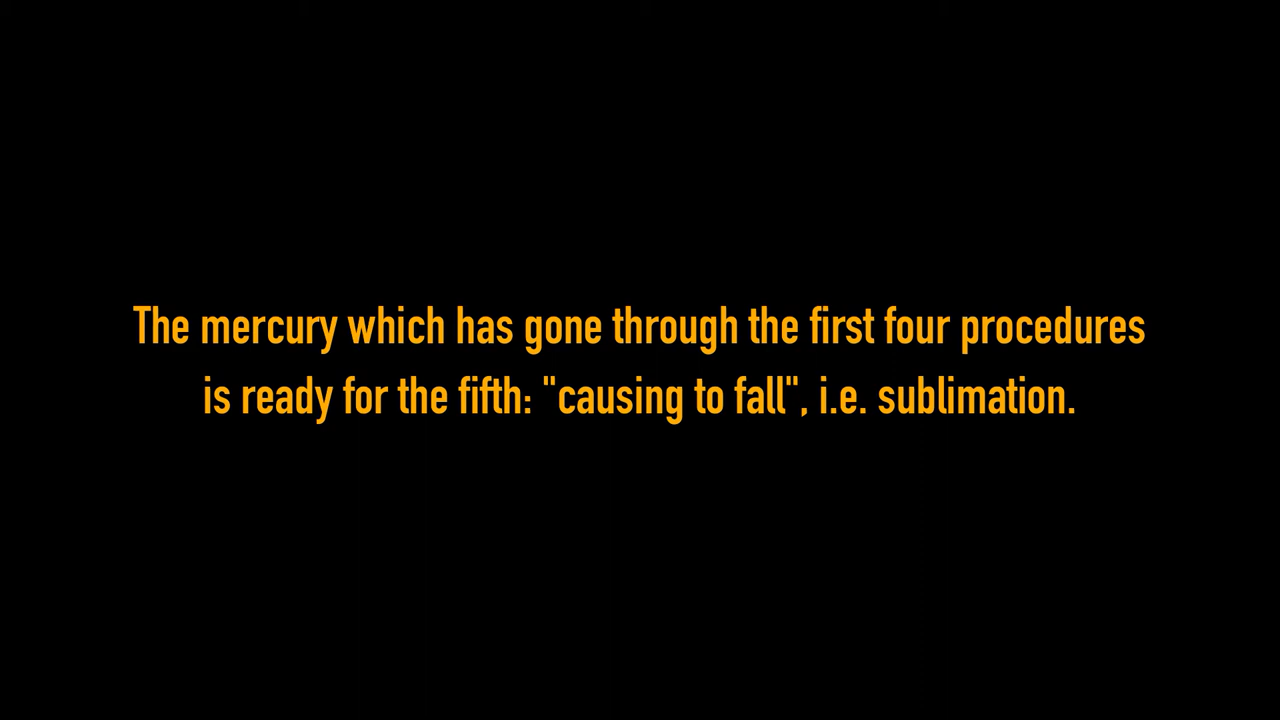 The mercury which has gone through the first four procedures
is ready for the fifth: "causing to fall", i.e. sublimation.